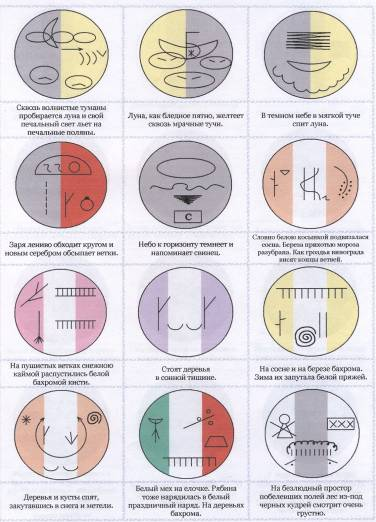 Сквозь волнистые туманы
пробирается луна и свой
печальный свет льет на
печальные поляны.
Луна, как бледное пятно, желтеет
сквозь мрачные тучи.
В темном небе в мягкой туче
спит луна.
Заря лениво обходит кругом и
новым серебром обсыпает ветки.
C
Небо к горизонту темнеет и
напоминает свинец.
Словно белою косынкой подвязалася
сосна. Береза прихотью мороза
разубрана. Как гроздья винограда
висят концы ветвей.
На пушистых ветках снежною
каймой распустились белой
бахромой кисти.
Стоят деревья
в сонной тишине.
На сосне и на березе бахрома.
Зима их запутала белой пряжей.
Деревья и кусты спят,
закутавшись в снега и метели.
Белый мех на елочке. Рябина
тоже нарядилась в белый
праздничный наряд. На деревьях
бахрома.
На безлюдный простор
побелевших полей лес из-под
черных кудрей смотрит очень
грустно.